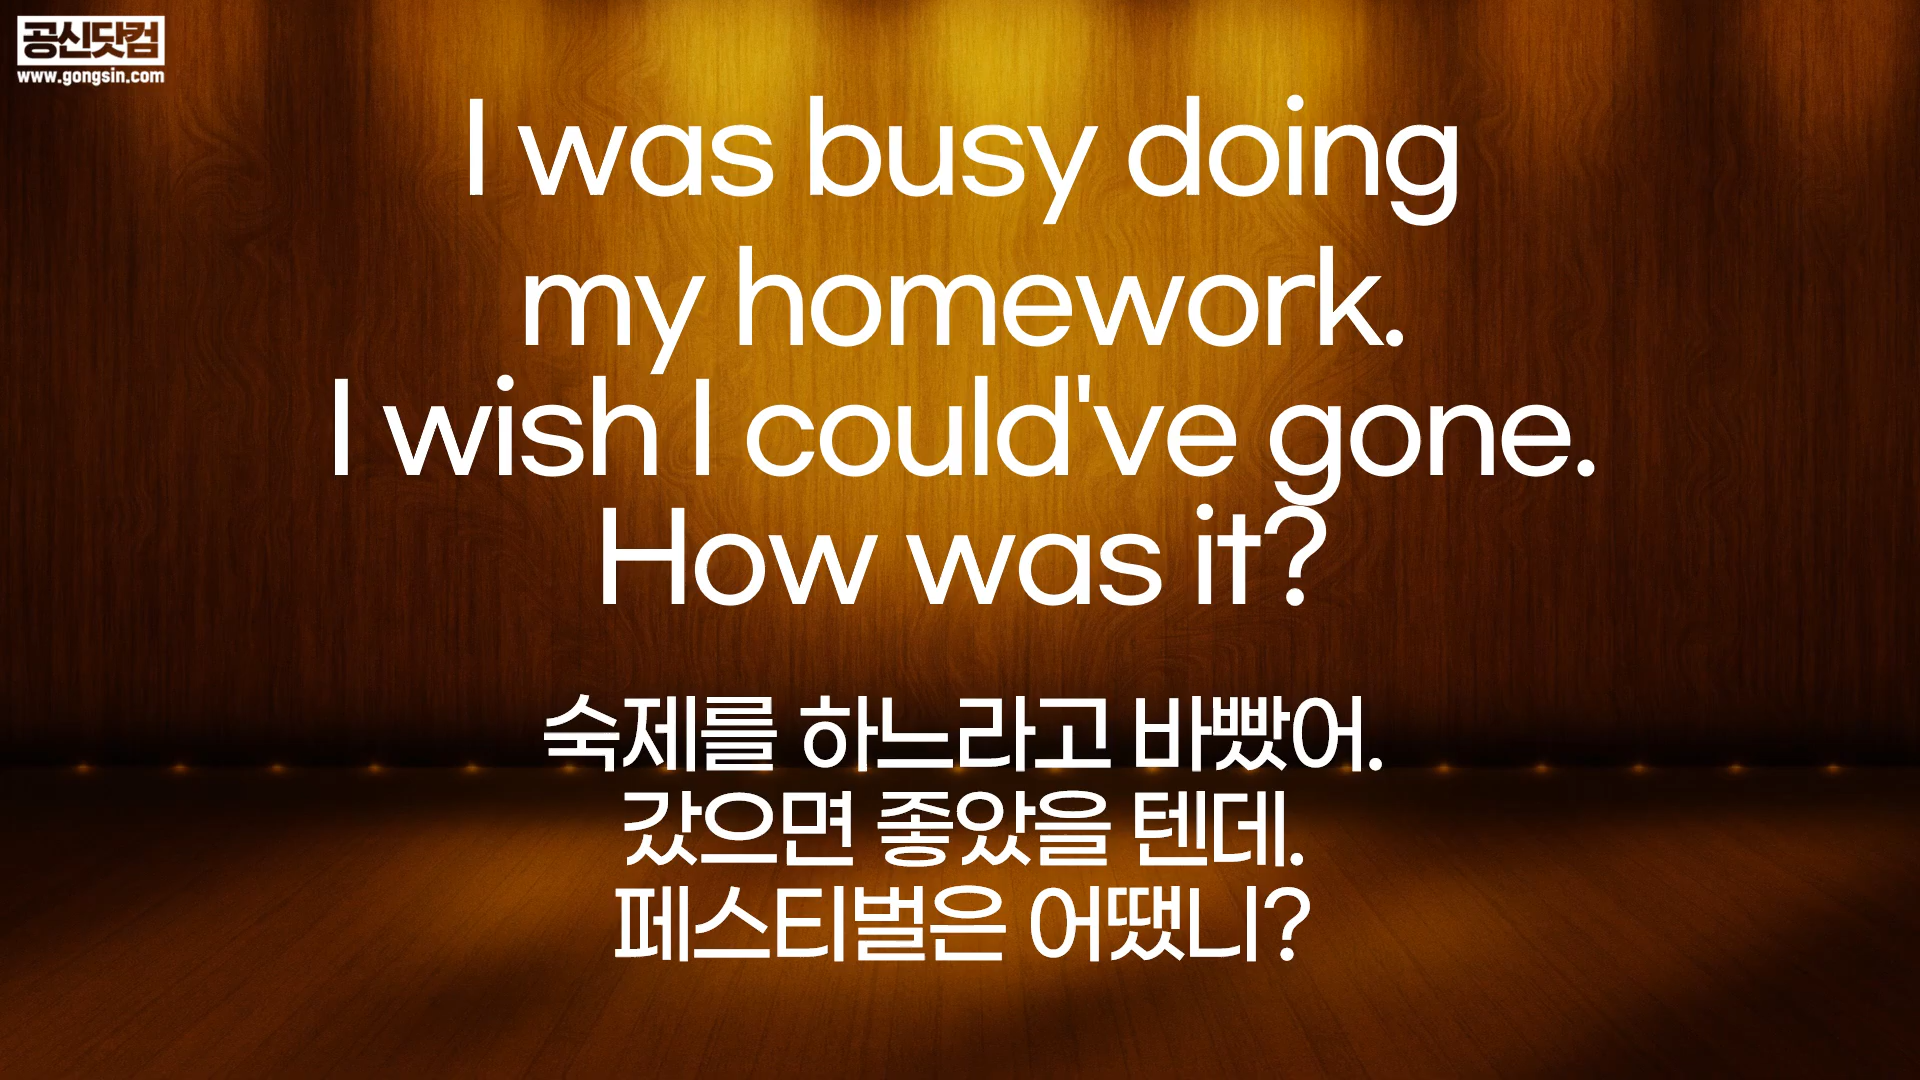 공신닷컴
www.gongsin.com
I was busy doing
my homework.
I wish I could've gone.
How was it?
숙제를 하느라고 바빴어.
갔으면 좋았을 텐데.
페스티벌은 어땠니?